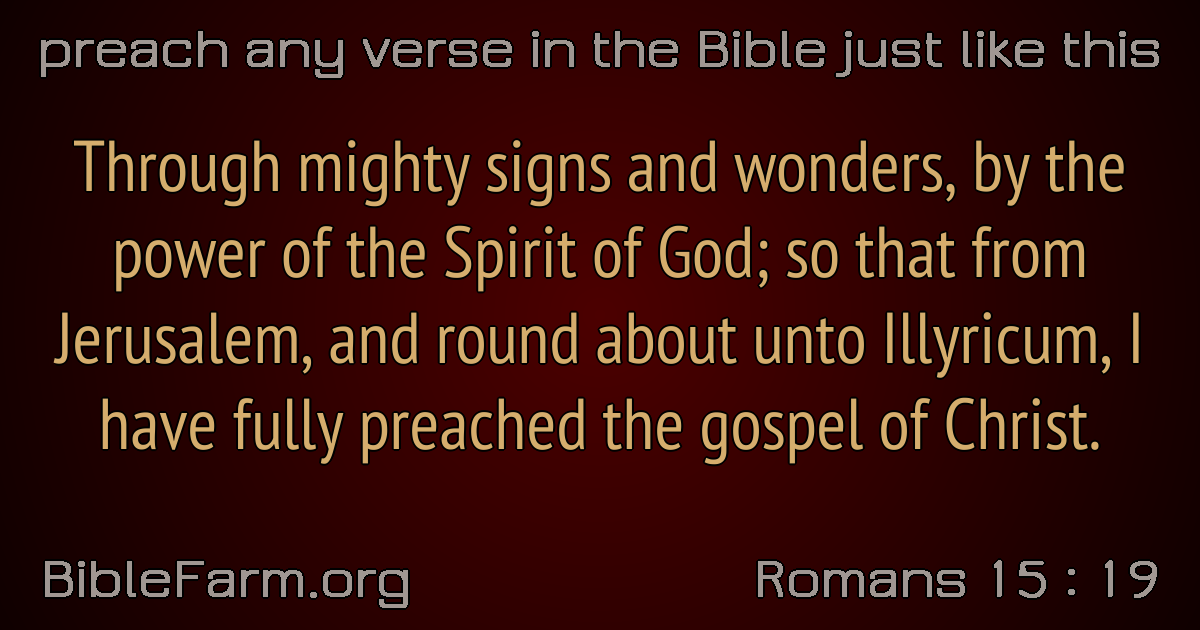 preach any verse in the Bible just like this
Through mighty signs and wonders, by the
power of the Spirit of God; so that from
Jerusalem, and round about unto Illyricum, I
have fully preached the gospel of Christ.
BibleFarm.org
Romans 15 : 19